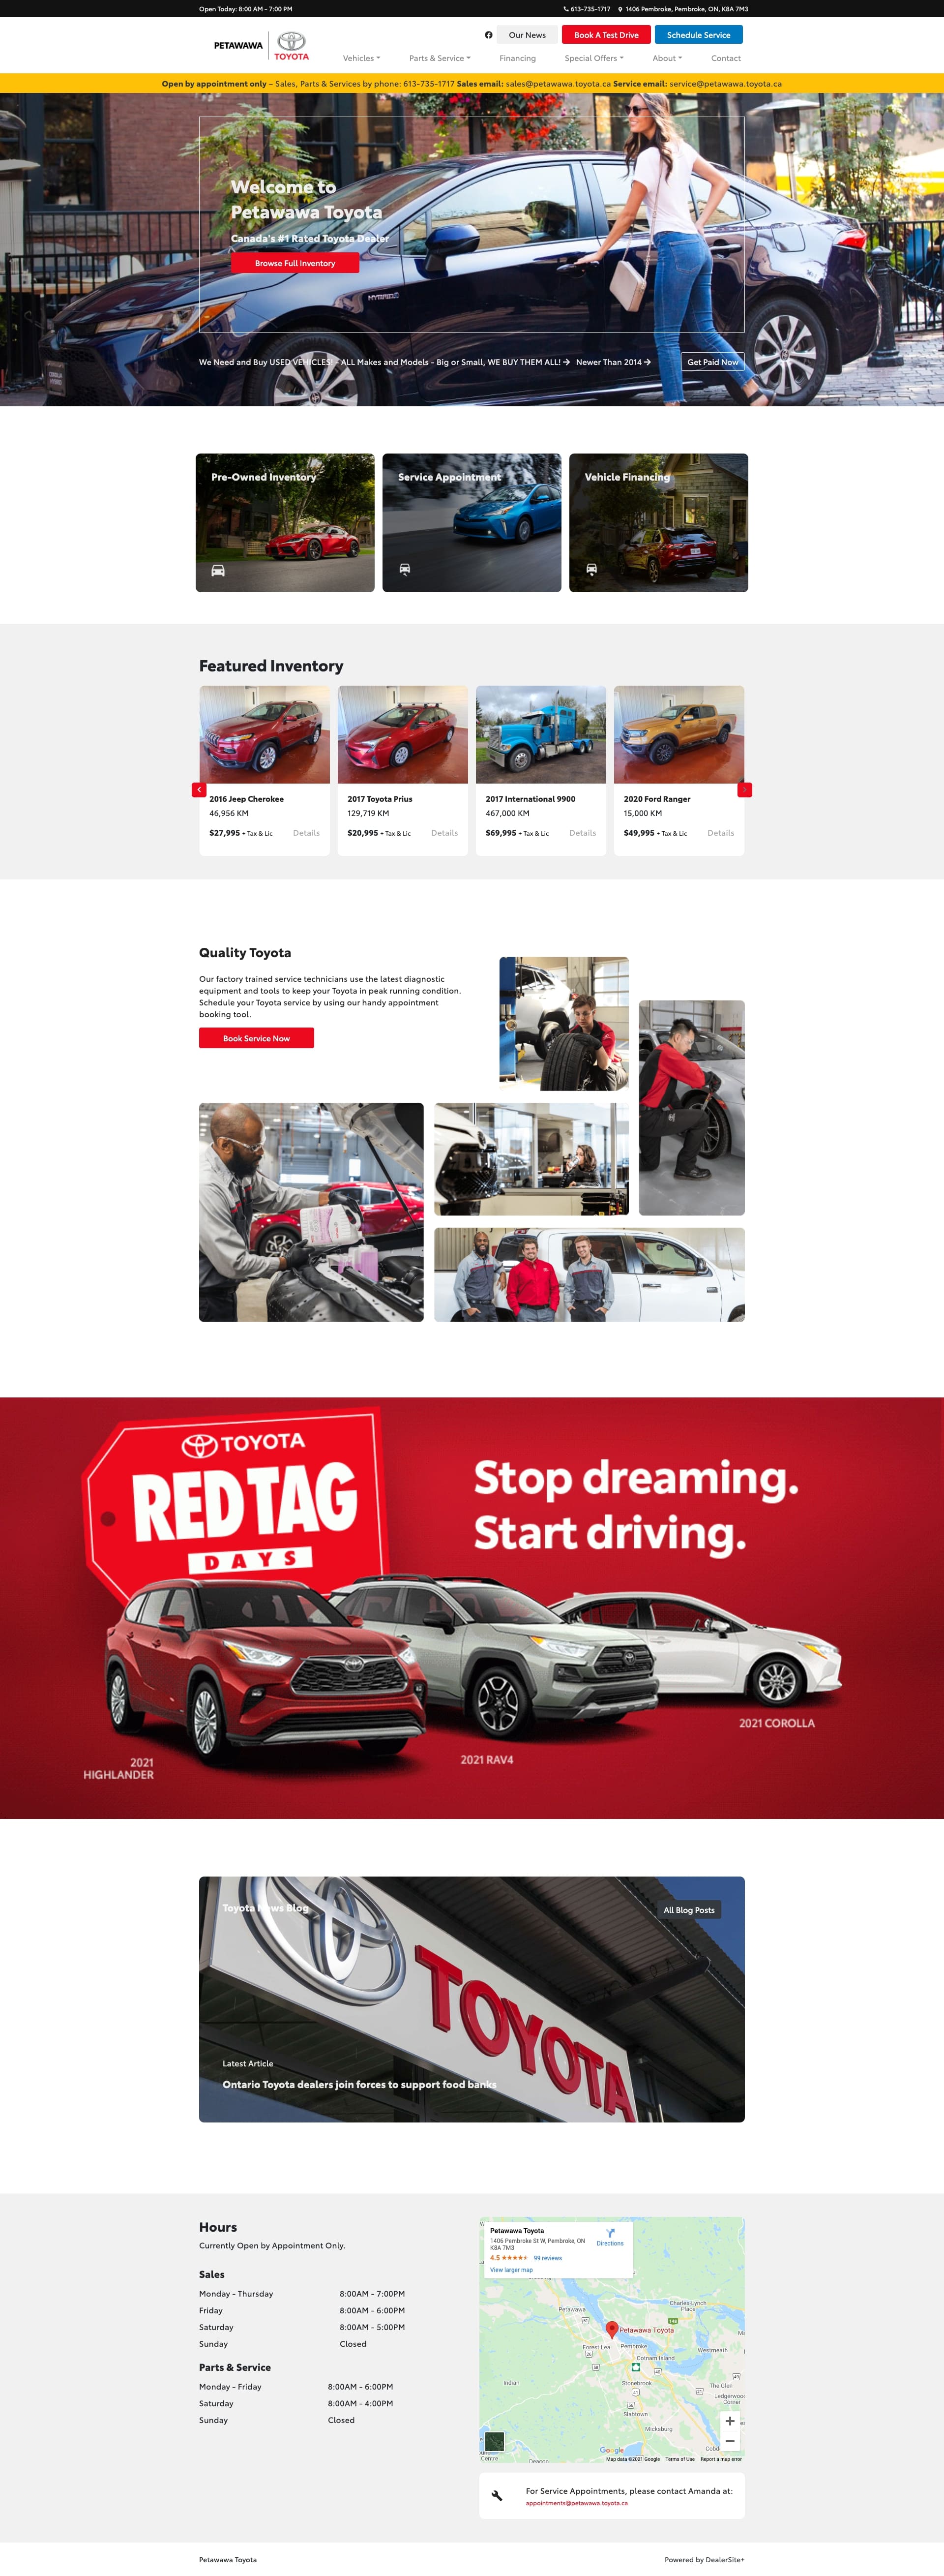 Open Today: 8:00 AM - 7:00 PM
613-735-1717
1406 Pembroke, Pembroke, ON, K8A 7M3
PETAWAWA
TOYOTA
Our News
Book A Test Drive
Schedule Service
Vehicles
Parts & Service
Financing
Special Offers
About
Contact
Open by appointment only – Sales, Parts & Services by phone: 613-735-1717 Sales email: sales@petawawa.toyota.ca Service email: service@petawawa.toyota.ca
Welcome to
Petawawa Toyota
Canada's #1 Rated Toyota Dealer
Browse Full Inventory
HYBRID
We Need and Buy USED VEHICLES! - ALL Makes and Models - Big or Small, WE BUY THEM ALL! → Newer Than 2014 →
Get Paid Now
Pre-Owned Inventory
Service Appointment
Vehicle Financing
Featured Inventory
2016 Jeep Cherokee
46,956 KM
$27,995 + Tax & Lic
Details
2017 Toyota Prius
129,719 KM
$20,995 + Tax & Lic
Details
2017 International 9900
467,000 KM
$69,995 + Tax & Lic
Details
2020 Ford Ranger
15,000 KM
$49,995 + Tax & Lic
Details
Quality Toyota
Our factory trained service technicians use the latest diagnostic
equipment and tools to keep your Toyota in peak running condition.
Schedule your Toyota service by using our handy appointment
booking tool.
Book Service Now
TOYOTA
RED TAG
DAYS
Stop dreaming.
Start driving.
2021
HIGHLANDER
2021 RAV4
2021 COROLLA
Toyota News Blog
All Blog Posts
TOYOTA
Latest Article
Ontario Toyota dealers join forces to support food banks
Hours
Currently Open by Appointment Only.
Sales
Monday - Thursday 8:00AM - 7:00PM
Friday 8:00AM - 6:00PM
Saturday 8:00AM - 5:00PM
Sunday Closed
Parts & Service
Monday - Friday 8:00AM - 6:00PM
Saturday 8:00AM - 4:00PM
Sunday Closed
Petawawa Toyota
1406 Pembroke St W, Pembroke, ON
K8A 7M3
4.5 ★★★★★ 99 reviews
View larger map
Directions
Charles Lynch
Place
Petawawa
Petawawa Toyota
Forest Lea
Pembroke
Westmeath
Cotnam Island
Indian
Stonebrook
The Glen
Ledgerwood
Corner
Slabtown
Micksburg
Centre
Deacon
Google
Map data ©2021 Google
Terms of Use
Report a map error
For Service Appointments, please contact Amanda at:
appointments@petawawa.toyota.ca
Petawawa Toyota
Powered by DealerSite+